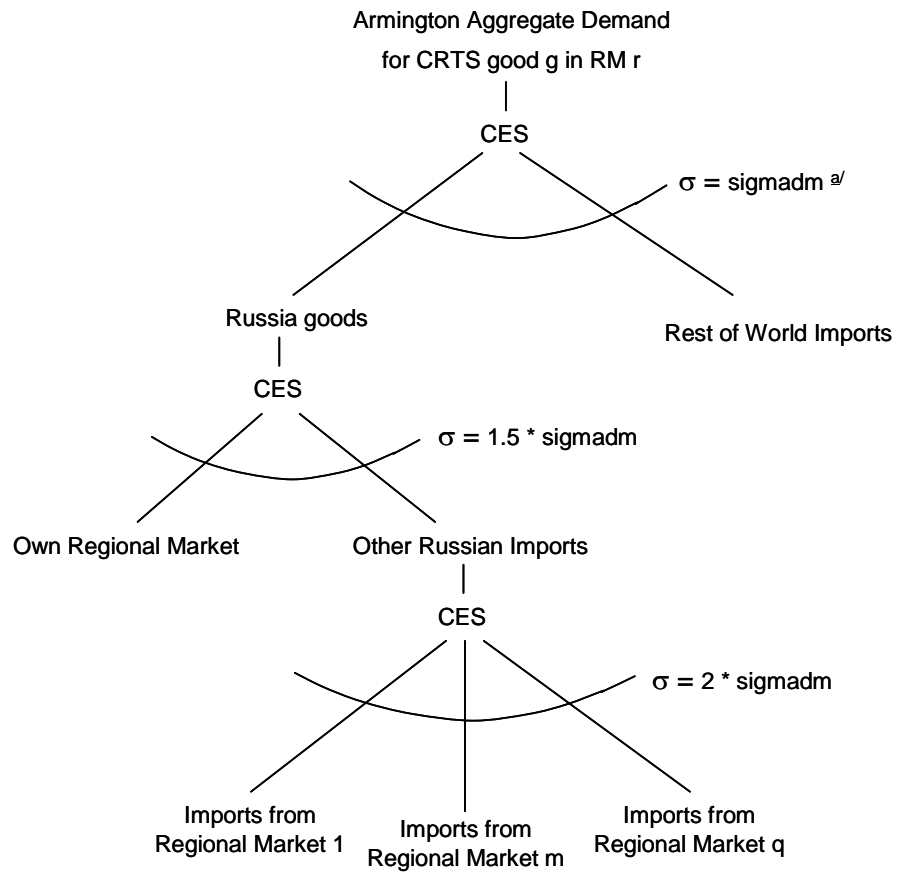 Armington Aggregate Demand
for CRTS good g in RM r
CES
σ = sigmadm a/
Russia goods
Rest of World Imports
CES
σ = 1.5 * sigmadm
Own Regional Market
Other Russian Imports
CES
σ = 2 * sigmadm
Imports from
Regional Market 1
Imports from
Regional Market m
Imports from
Regional Market q